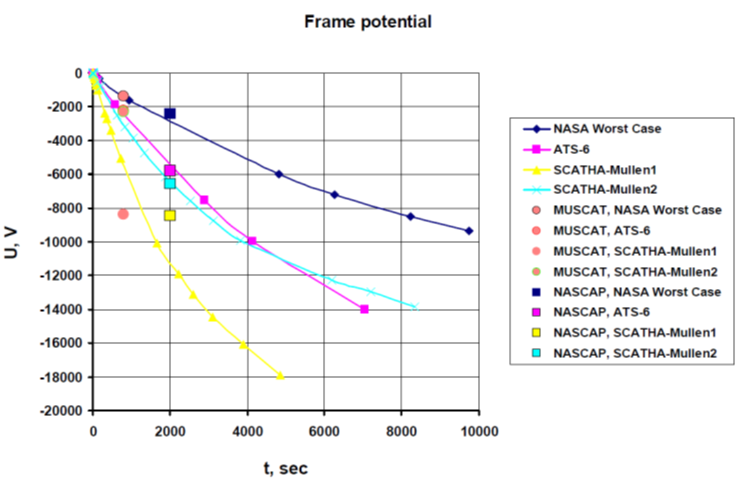 Frame potential
0
-2000
-4000
-6000
-8000
-10000
-12000
-14000
-16000
-18000
-20000
U, V
0 2000 4000 6000 8000 10000
t, sec
NASA Worst Case
ATS-6
SCATHA-Mullen1
SCATHA-Mullen2
MUSCAT, NASA Worst Case
MUSCAT, ATS-6
MUSCAT, SCATHA-Mullen1
MUSCAT, SCATHA-Mullen2
NASCAP, NASA Worst Case
NASCAP, ATS-6
NASCAP, SCATHA-Mullen1
NASCAP, SCATHA-Mullen2